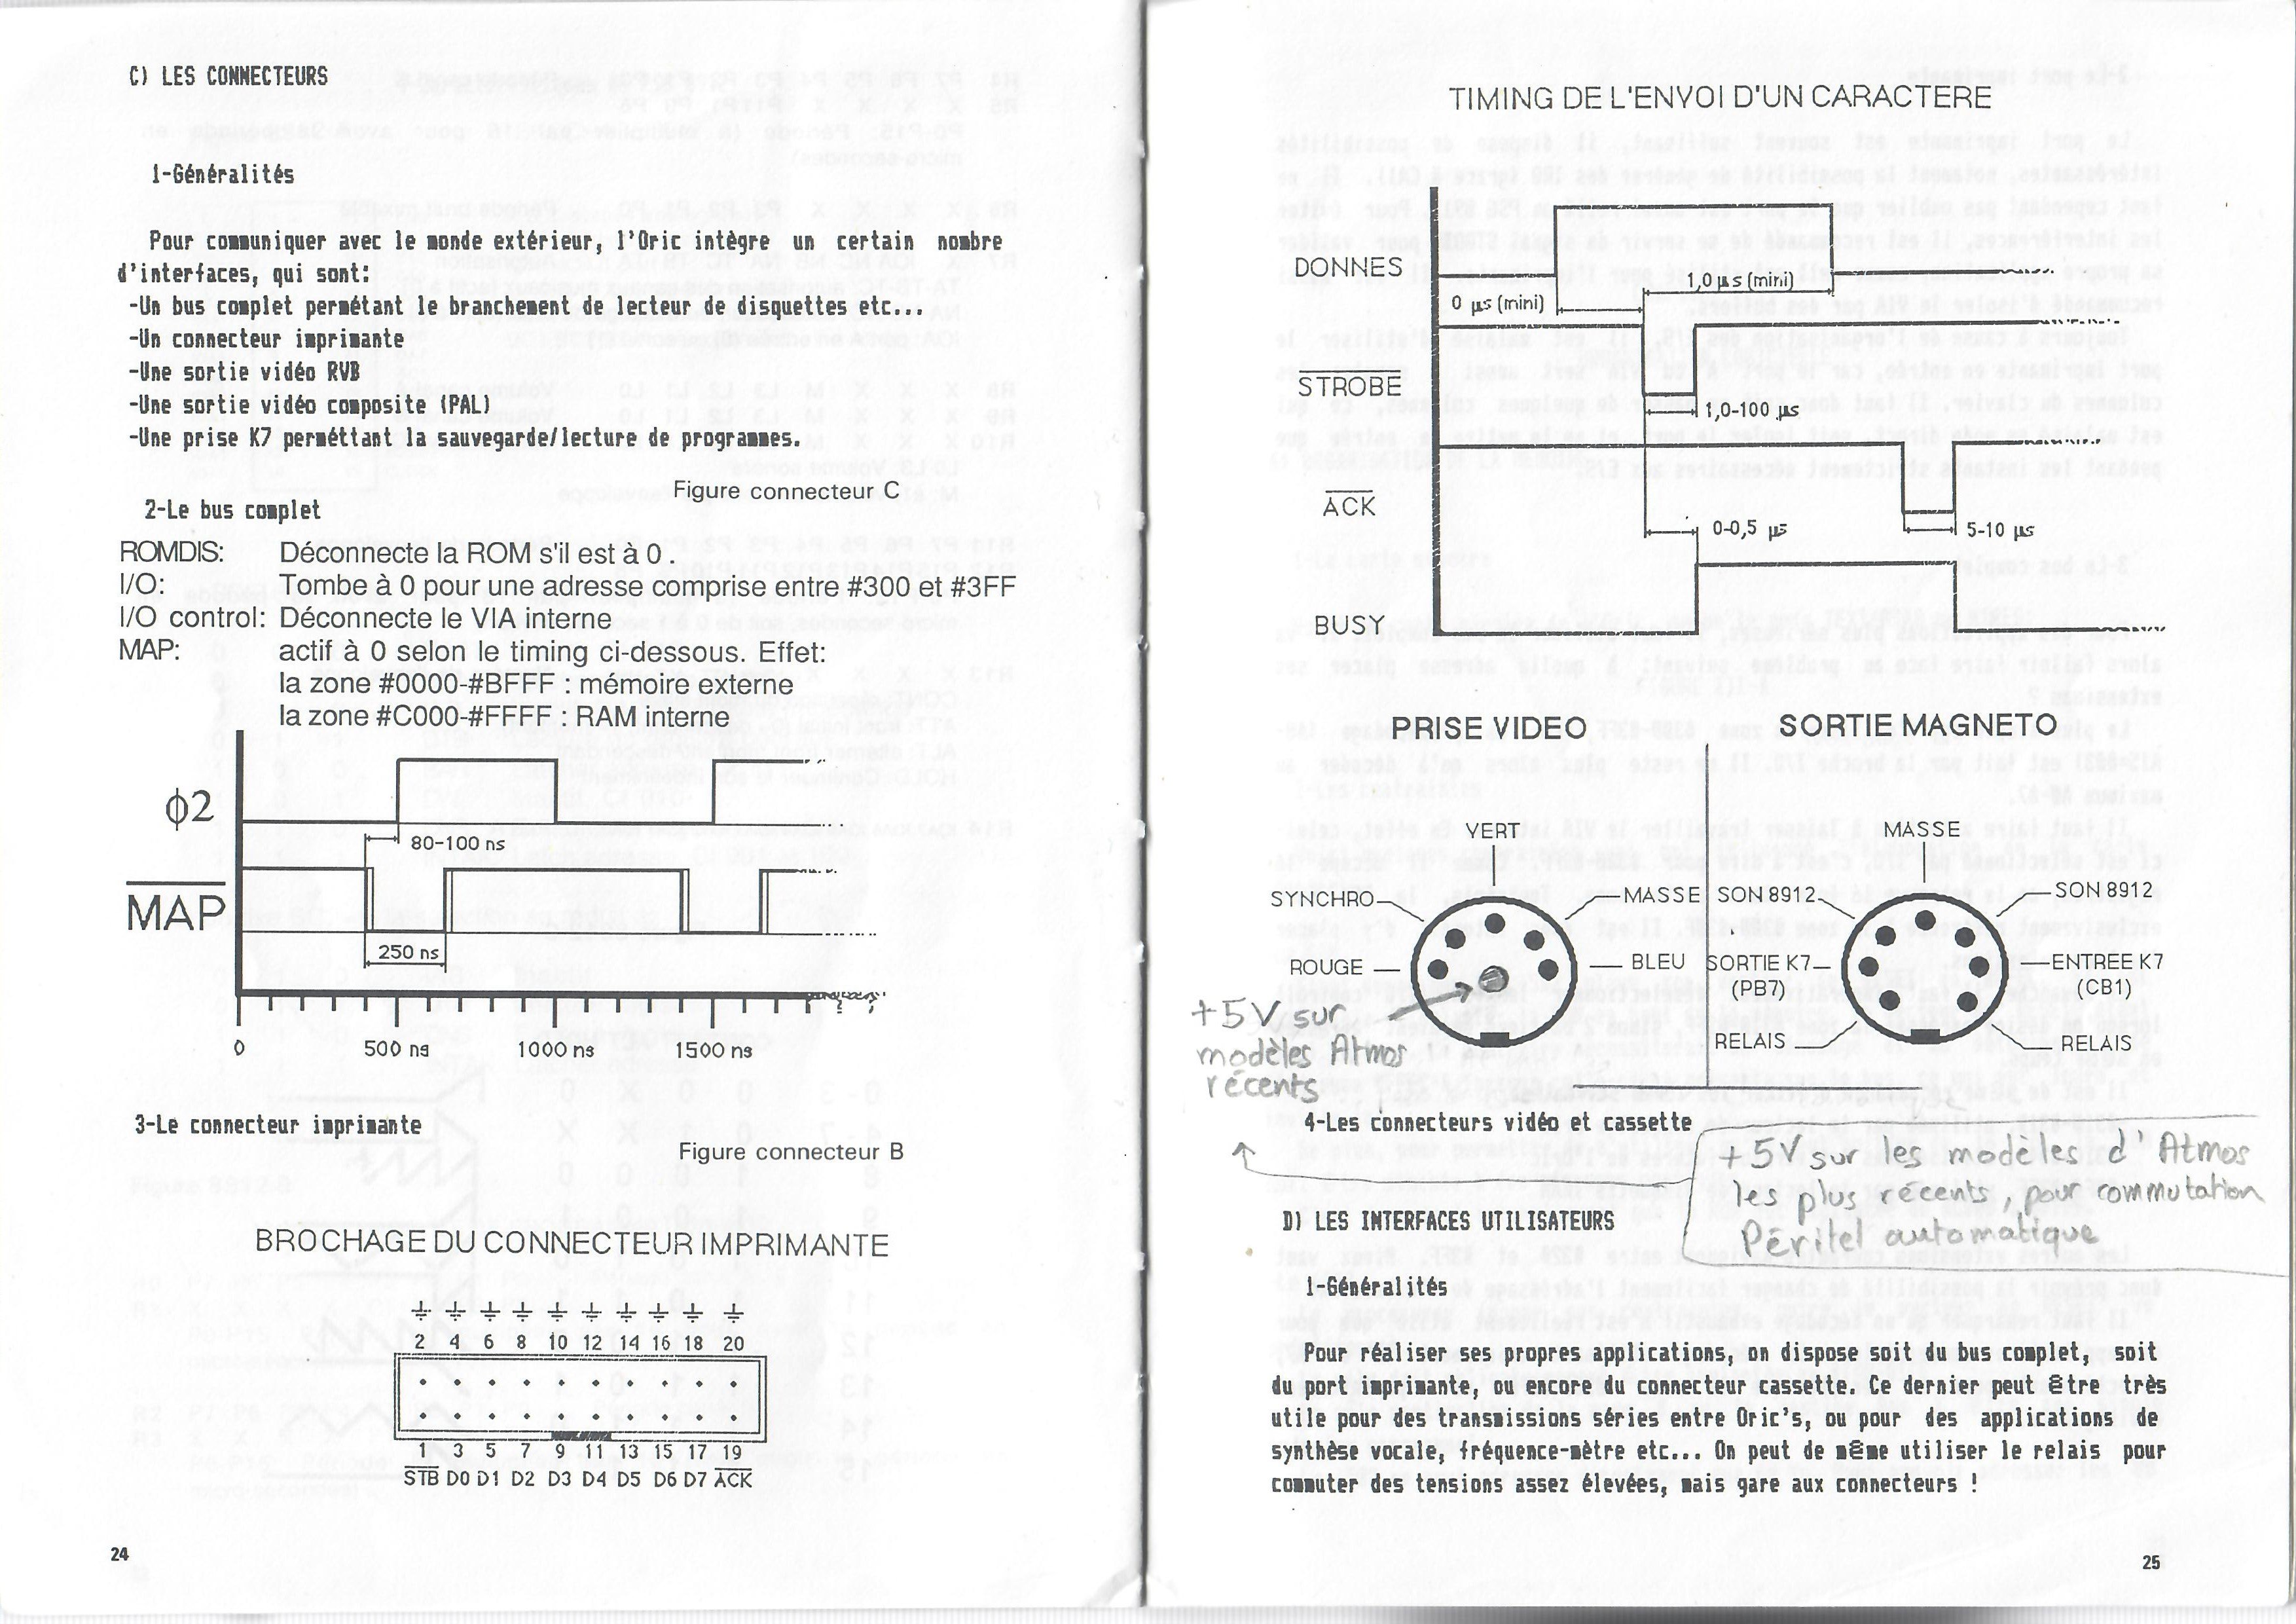 C) LES CONNECTEURS
1-Généralités
Pour communiquer avec le monde extérieur, l'Oric intègre un certain nombre
d'interfaces, qui sont:
-Un bus complet permétant le branchement de lecteur de disquettes etc...
-Un connecteur imprimante
-Une sortie vidéo RVB
-Une sortie vidéo composite (PAL)
-Une prise K7 perméttant la sauvegarde/lecture de programmes.
Figure connecteur C
2-Le bus complet
ROMDIS: Déconnecte la ROM s'il est à 0 .
I/O: Tombe à 0 pour une adresse comprise entre #300 et #3FF
I/O control: Déconnecte le VIA interne
MAP: actif à 0 selon le timing ci-dessous. Effet:
la zone #0000-#BFFF : mémoire externe
la zone #C000-#FFFF : RAM interne
ϕ2
80-100 ns
MAP
250 ns
0 500 ns 1000 ns 1500 ns
3-Le connecteur imprimante
Figure connecteur B
BROCHAGE DU CONNECTEUR IMPRIMANTE
2 4 6 8 10 12 14 16 18 20
1 3 5 7 9 11 13 15 17 19
STB D0 D1 D2 D3 D4 D5 D6 D7 ACK
24
TIMING DE L'ENVOI D'UN CARACTERE
DONNES
0 µs (mini)
1,0 µs (mini)
STROBE
1,0-100 µs
ACK
0-0,5 µs
5-10 µs
BUSY
PRISE VIDEO
SORTIE MAGNETO
VERT
MASSE
SYNCHRO
MASSE
SON 8912
SON 8912
ROUGE
BLEU
SORTIE K7
(PB7)
ENTREE K7
(CB1)
RELAIS
RELAIS
+5V sur
modèles Atmos
récents
4-Les connecteurs vidéo et cassette
+5V sur les modèles d'Atmos
les plus récents, pour commutation
Péritel automatique
D) LES INTERFACES UTILISATEURS
1-Généralités
Pour réaliser ses propres applications, on dispose soit du bus complet, soit
du port imprimante, ou encore du connecteur cassette. Ce dernier peut être très
utile pour des transmissions séries entre Oric's, ou pour des applications de
synthèse vocale, fréquence-mètre etc... On peut de même utiliser le relais pour
commuter des tensions assez élevées, mais gare aux connecteurs !
25